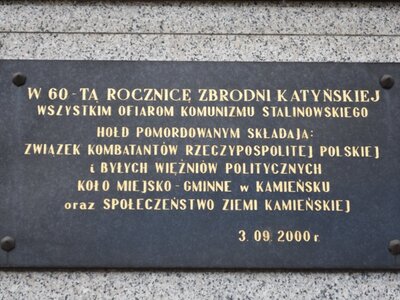 W 60-TĄ ROCZNICĘ ZBRODNI KATYŃSKIEJ
WSZYSTKIM OFIAROM KOMUNIZMU STALINOWSKIEGO
HOŁD POMORDOWANYM SKŁADAJĄ:
ZWIĄZEK KOMBATANTÓW RZECZYPOSPOLITEJ POLSKIEJ
i BYŁYCH WIĘŹNIÓW POLITYCZNYCH
KOŁO MIEJSKO-GMINNE w KAMIEŃSKU
oraz SPOŁECZEŃSTWO ZIEMI KAMIEŃSKIEJ
3.09.2000 r.